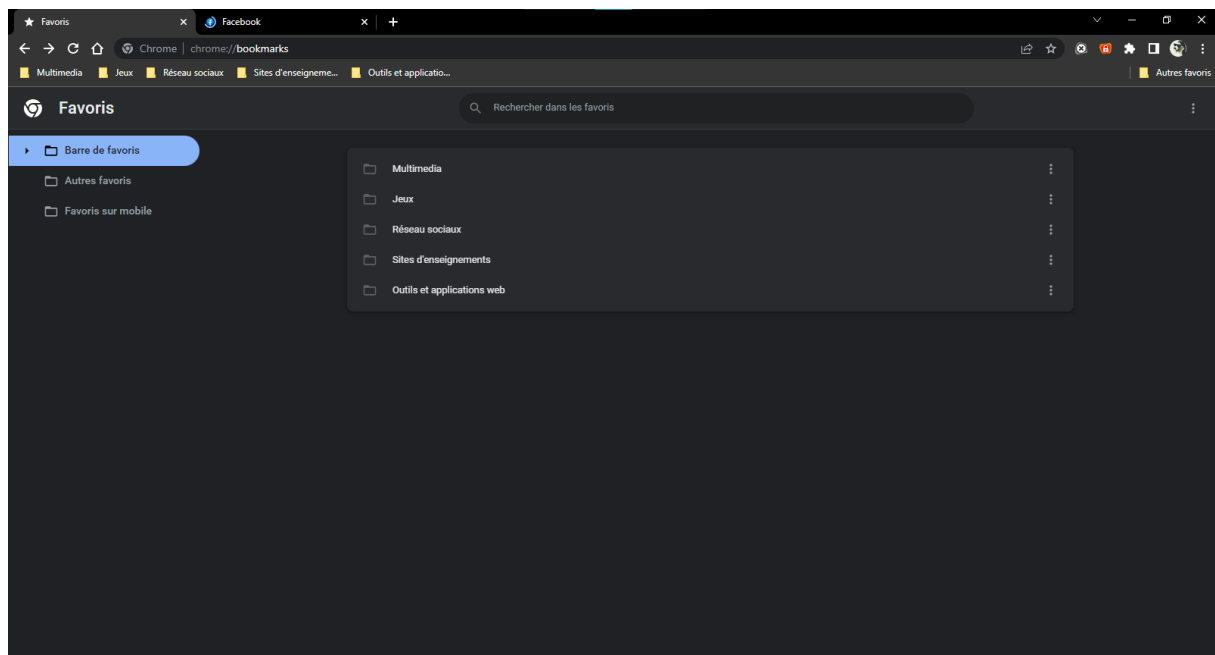 Favoris
Facebook
Chrome | chrome://bookmarks
Multimedia Jeux Réseau sociaux Sites d'enseigneme... Outils et applicatio... Autres favoris
Favoris
Rechercher dans les favoris
Barre de favoris
Autres favoris
Favoris sur mobile
Multimedia
Jeux
Réseau sociaux
Sites d'enseignements
Outils et applications web